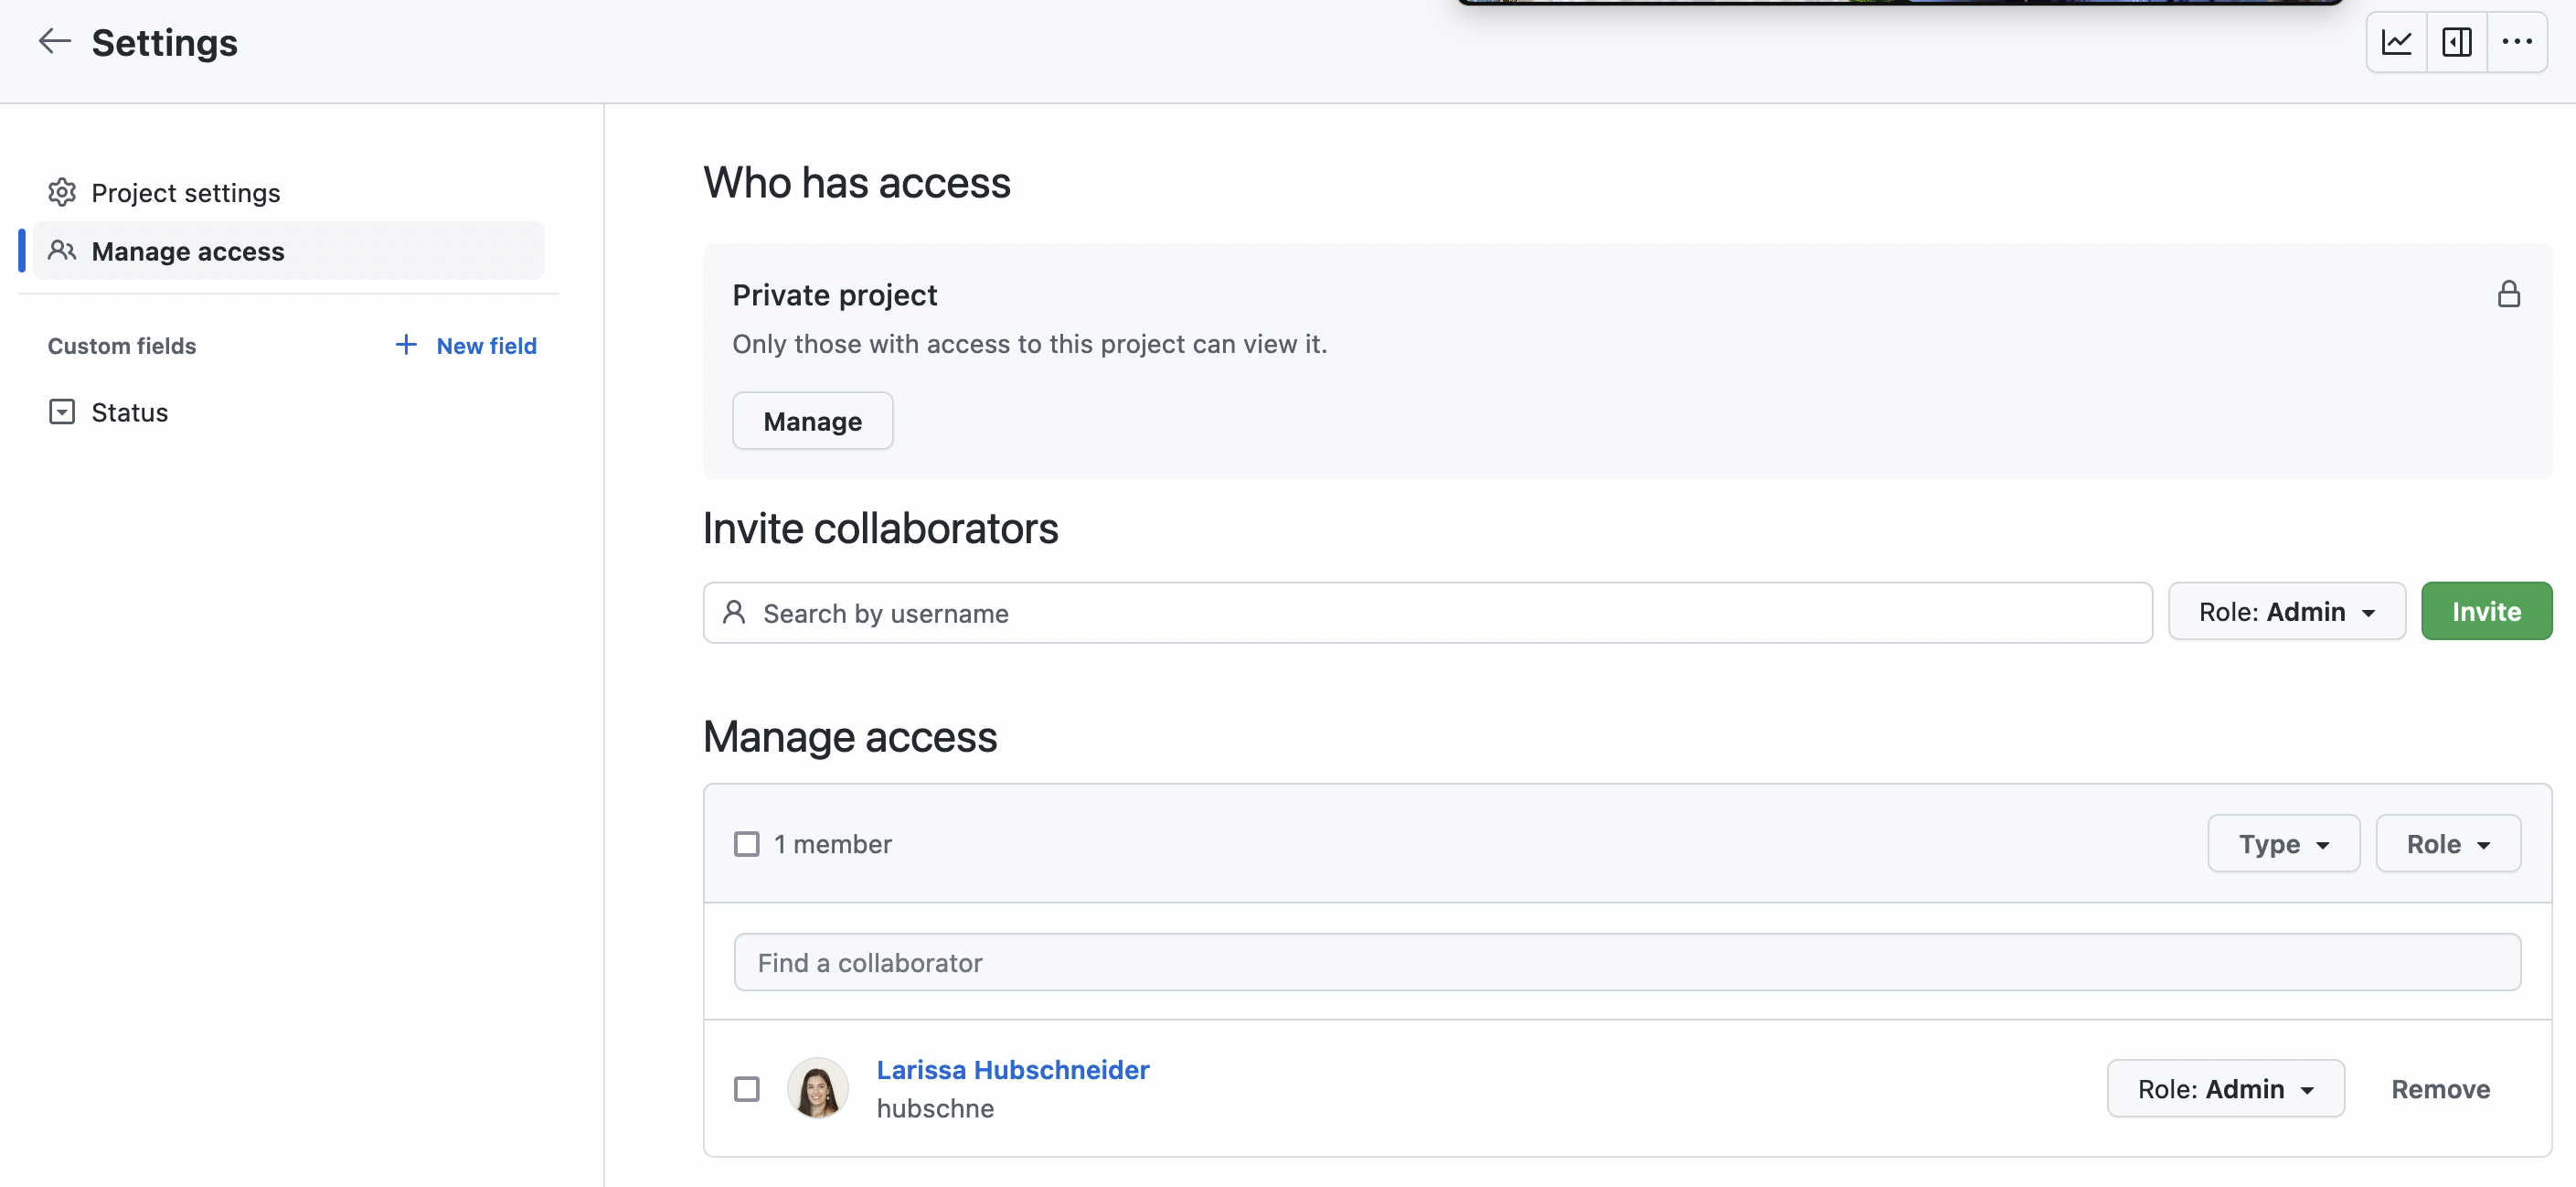 Settings
Project settings
Manage access
Custom fields
New field
Status
Who has access
Private project
Only those with access to this project can view it.
Manage
Invite collaborators
Search by username
Role: Admin
Invite
Manage access
1 member
Type
Role
Find a collaborator
Larissa Hubschneider
hubschne
Role: Admin
Remove